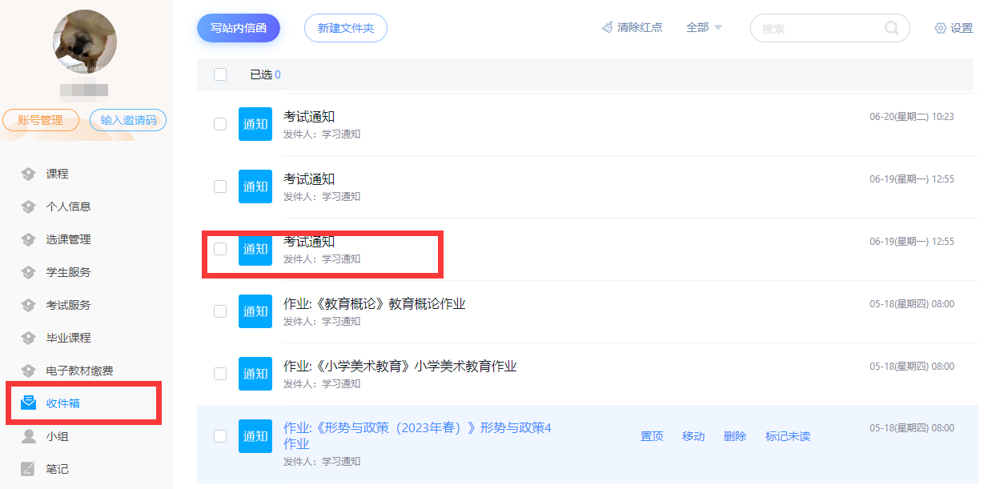 账号管理
输入邀请码
课程
个人信息
选课管理
学生服务
考试服务
毕业课程
电子教材缴费
收件箱
小组
笔记
写站内信函
新建文件夹
清除红点
全部
搜索
设置
已选 0
通知
考试通知
发件人：学习通知
06-20(星期二) 10:23
通知
考试通知
发件人：学习通知
06-19(星期一) 12:55
通知
考试通知
发件人：学习通知
06-19(星期一) 12:55
通知
作业:《教育概论》教育概论作业
发件人：学习通知
05-18(星期四) 08:00
通知
作业:《小学美术教育》小学美术教育作业
发件人：学习通知
05-18(星期四) 08:00
通知
作业:《形势与政策（2023年春）》形势与政策4
作业
发件人：学习通知
置顶
移动
删除
标记未读
05-18(星期四) 08:00